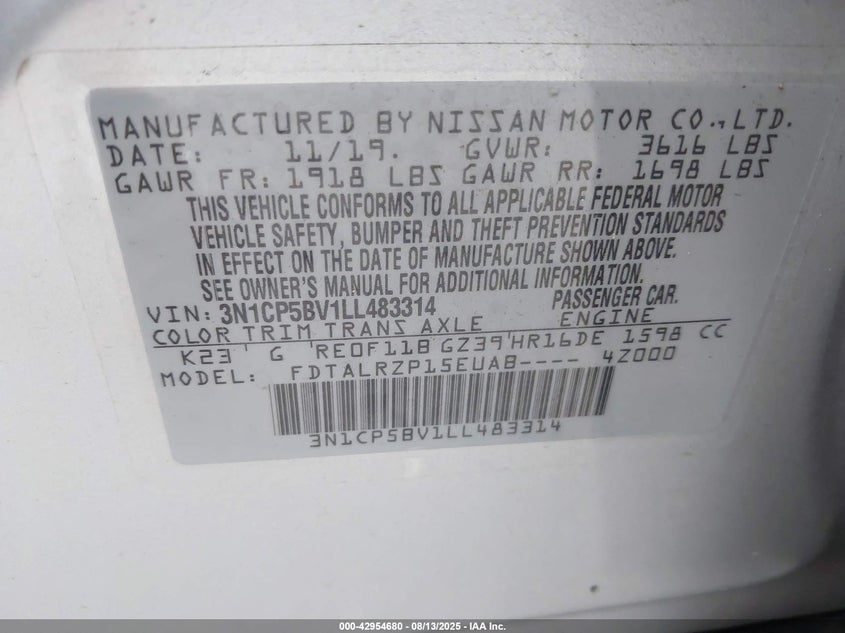 MANUFACTURED BY NISSAN MOTOR CO., LTD.
DATE: 11/19. GVWR: 3616 LBS
GAWR FR: 1918 LBS GAWR RR: 1698 LBS
THIS VEHICLE CONFORMS TO ALL APPLICABLE FEDERAL MOTOR
VEHICLE SAFETY, BUMPER AND THEFT PREVENTION STANDARDS
IN EFFECT ON THE DATE OF MANUFACTURE SHOWN ABOVE.
SEE OWNER'S MANUAL FOR ADDITIONAL INFORMATION.
VIN: 3N1CP5BV1LL483314 PASSENGER CAR.
COLOR TRIM TRANS AXLE ENGINE
K23 G RE0F11B GZ39 HR16DE 1598 CC
MODEL: FDTALRZP15EUAB---- 4Z000
3N1CP5BV1LL483314
000-42954680 - 08/13/2025 - IAA Inc.